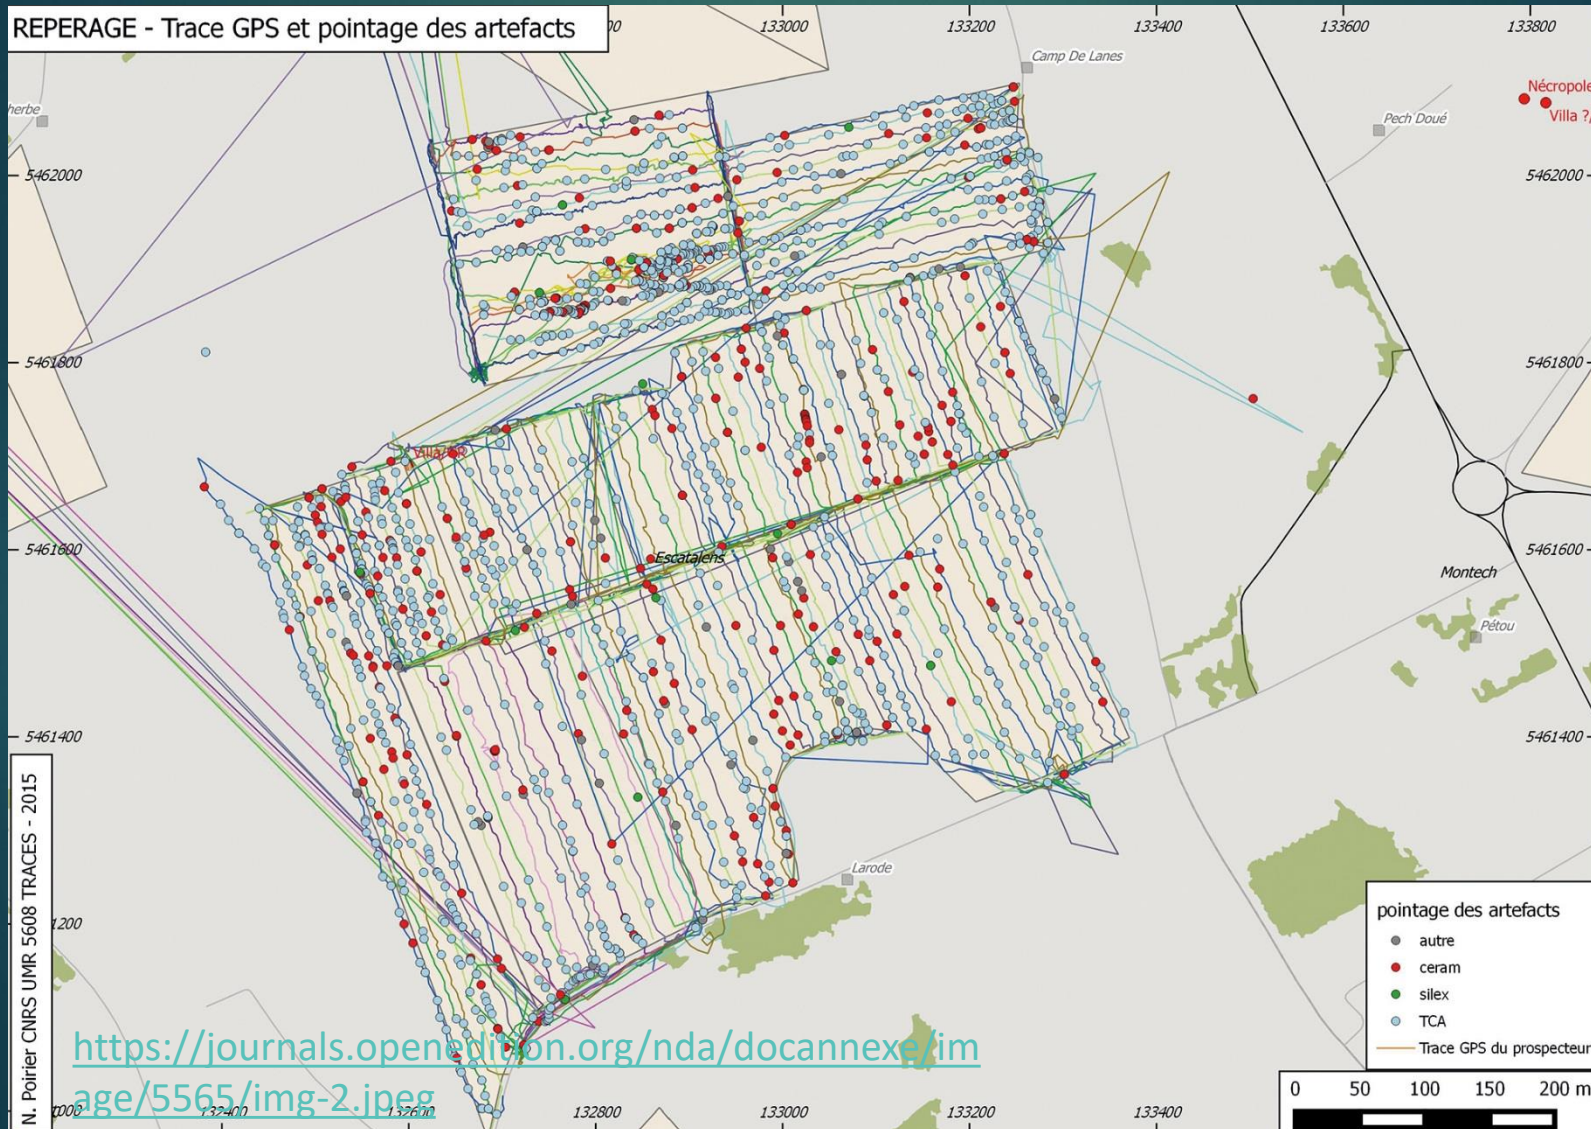 REPERAGE - Trace GPS et pointage des artefacts
133000
133200
133400
133600
133800
Camp De Lanes
Nécropole
Villa ?/
Pech Doué
herbe
5462000
5462000
5461800
5461800
5461600
5461600
Escatalens
Montech
Pétou
5461400
5461400
Larode
N. Poirier CNRS UMR 5608 TRACES - 2015
pointage des artefacts
autre
ceram
silex
TCA
Trace GPS du prospecteur
1200
https://journals.openedition.org/nda/docannexe/im
age/5565/img-2.jpeg
132400
132600
132800
133000
133200
133400
0 50 100 150 200 m